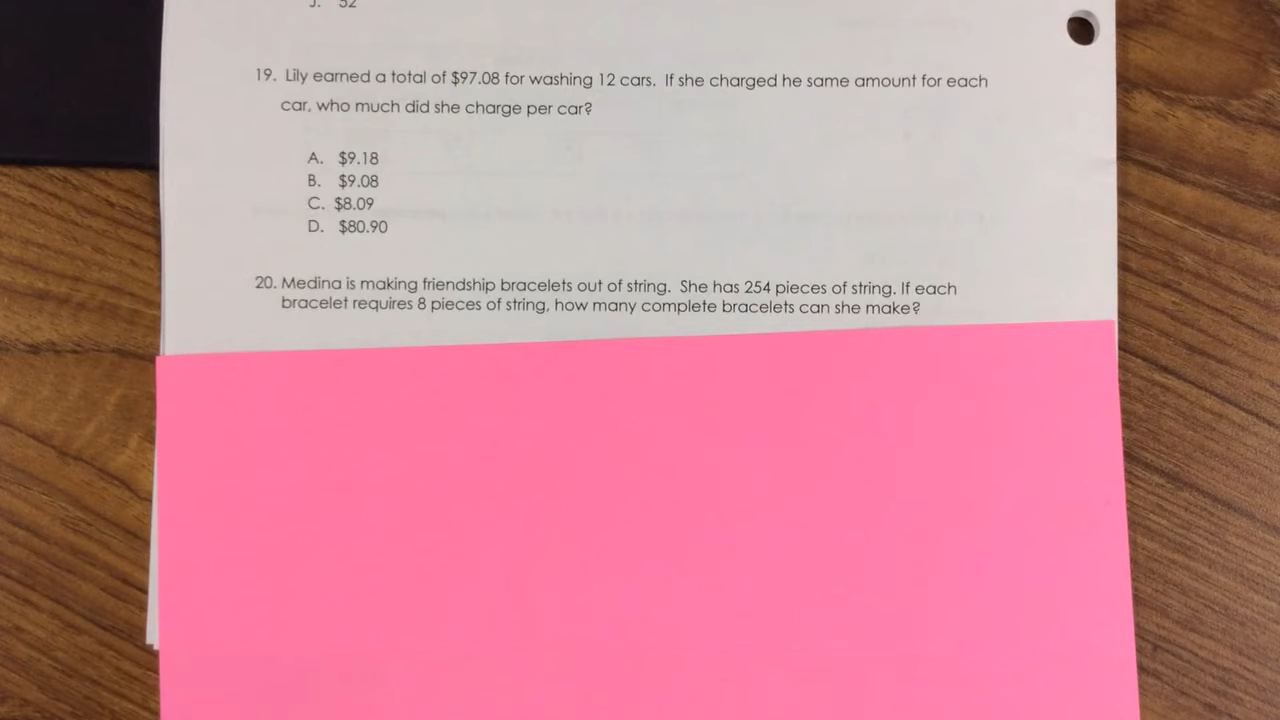 J. 52
19. Lily earned a total of $97.08 for washing 12 cars. If she charged he same amount for each
car, who much did she charge per car?
A. $9.18
B. $9.08
C. $8.09
D. $80.90
20. Medina is making friendship bracelets out of string. She has 254 pieces of string. If each
bracelet requires 8 pieces of string, how many complete bracelets can she make?